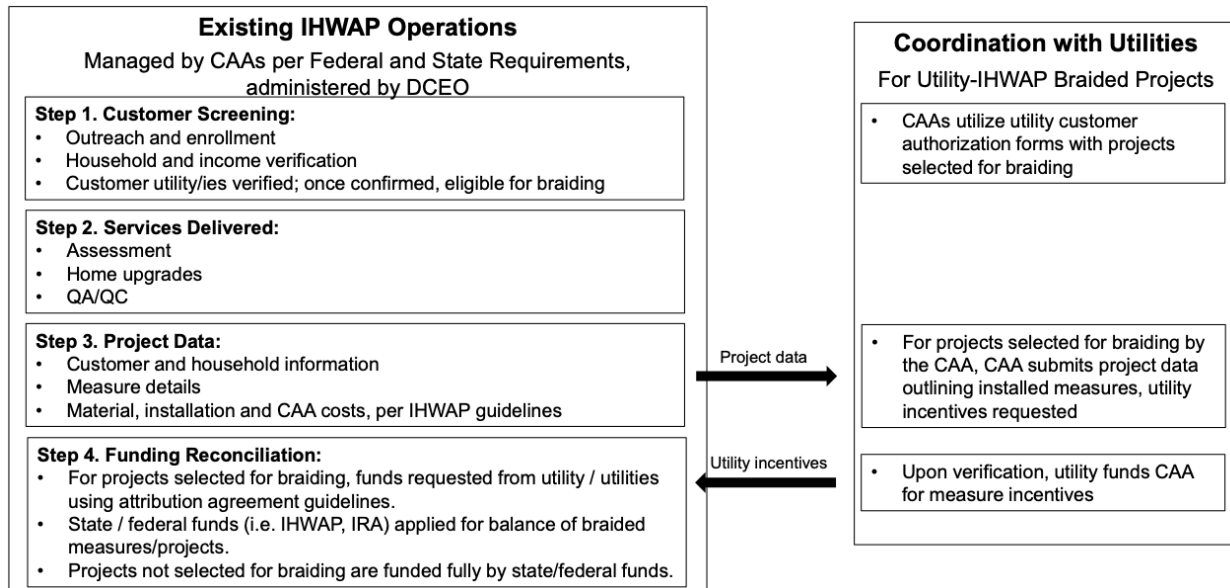 Existing IHWAP Operations
Managed by CAAs per Federal and State Requirements,
administered by DCEO
Step 1. Customer Screening:
• Outreach and enrollment
• Household and income verification
• Customer utility/ies verified; once confirmed, eligible for braiding
Step 2. Services Delivered:
• Assessment
• Home upgrades
• QA/QC
Step 3. Project Data:
• Customer and household information
• Measure details
• Material, installation and CAA costs, per IHWAP guidelines
Step 4. Funding Reconciliation:
• For projects selected for braiding, funds requested from utility / utilities
using attribution agreement guidelines.
• State / federal funds (i.e. IHWAP, IRA) applied for balance of braided
measures/projects.
• Projects not selected for braiding are funded fully by state/federal funds.
Project data
Utility incentives
Coordination with Utilities
For Utility-IHWAP Braided Projects
• CAAs utilize utility customer
authorization forms with projects
selected for braiding
• For projects selected for braiding by
the CAA, CAA submits project data
outlining installed measures, utility
incentives requested
• Upon verification, utility funds CAA
for measure incentives